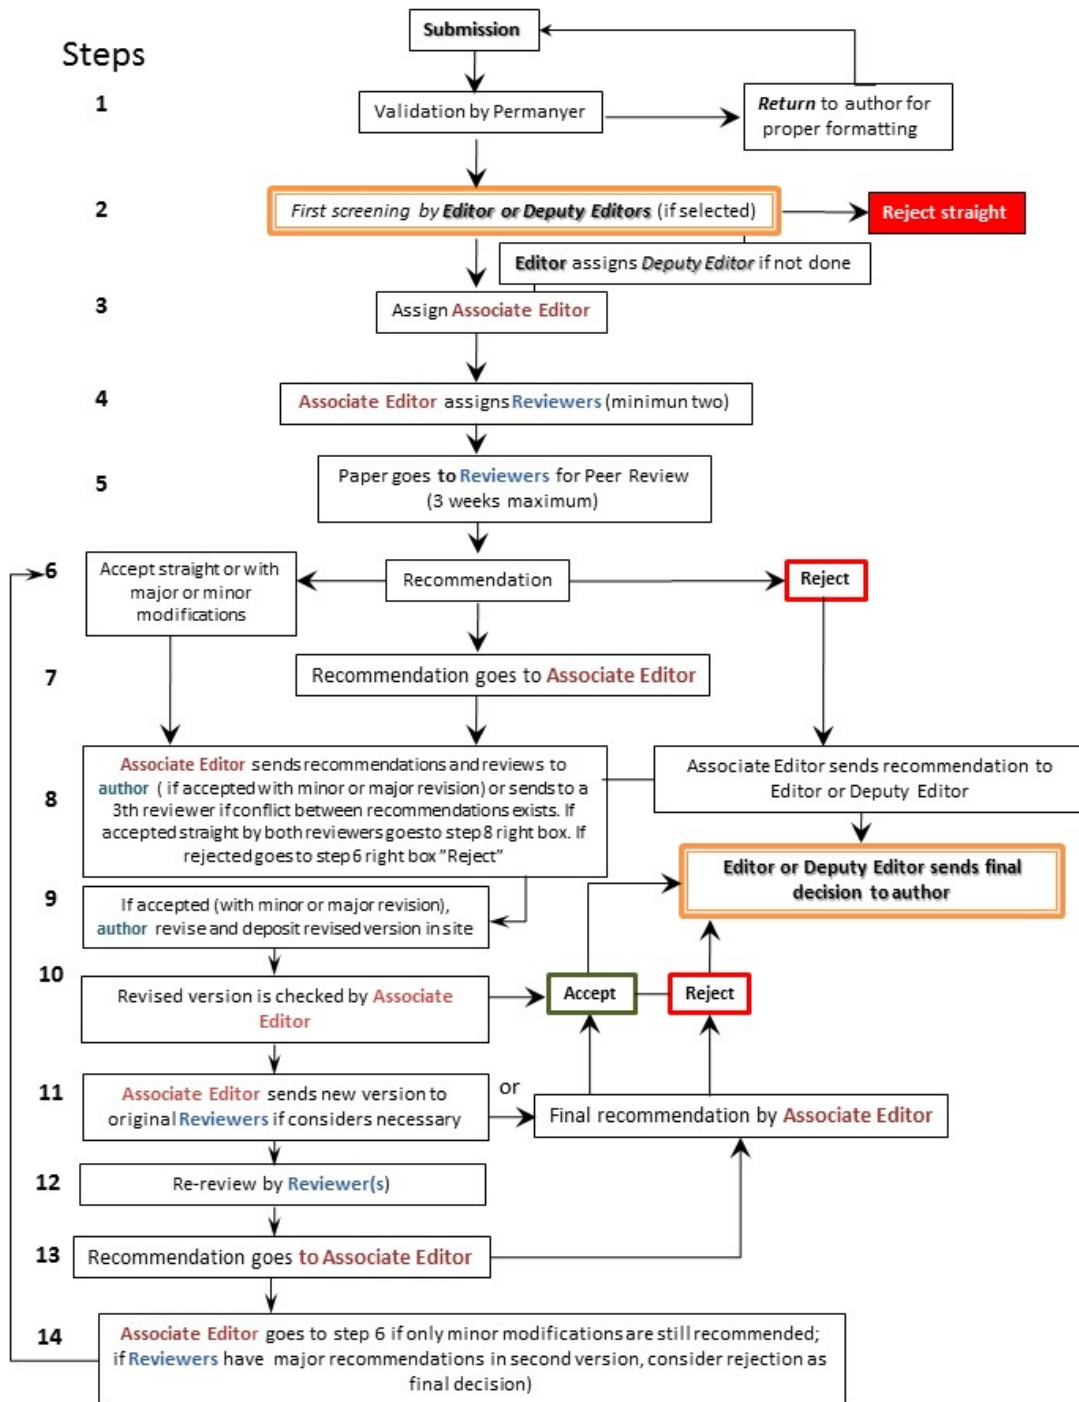 Submission
Steps
1
Validation by Permanyer
Return to author for
proper formatting
2
First screening by Editor or Deputy Editors (if selected)
Reject straight
Editor assigns Deputy Editor if not done
3
Assign Associate Editor
4
Associate Editor assigns Reviewers (minimun two)
5
Paper goes to Reviewers for Peer Review
(3 weeks maximum)
6
Accept straight or with
major or minor
modifications
Recommendation
Reject
7
Recommendation goes to Associate Editor
8
Associate Editor sends recommendations and reviews to
author ( if accepted with minor or major revision) or sends to a
3th reviewer if conflict between recommendations exists. If
accepted straight by both reviewers goes to step 8 right box. If
rejected goes to step 6 right box "Reject"
Associate Editor sends recommendation to
Editor or Deputy Editor
Editor or Deputy Editor sends final
decision to author
9
If accepted (with minor or major revision),
author revise and deposit revised version in site
10
Revised version is checked by Associate
Editor
Accept
Reject
11
Associate Editor sends new version to
original Reviewers if considers necessary
or
Final recommendation by Associate Editor
12
Re-review by Reviewer(s)
13
Recommendation goes to Associate Editor
14
Associate Editor goes to step 6 if only minor modifications are still recommended;
if Reviewers have major recommendations in second version, consider rejection as
final decision)